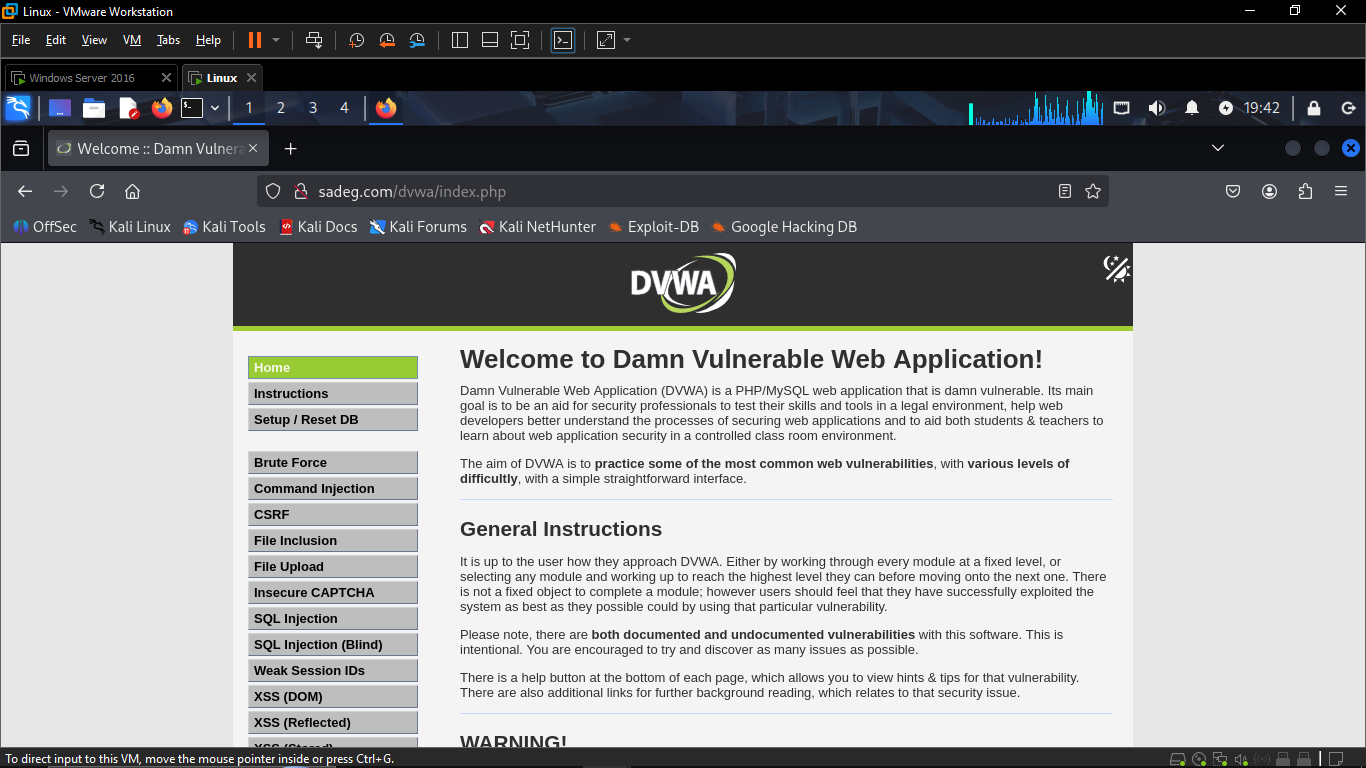 Linux - VMware Workstation
File Edit View VM Tabs Help
Windows Server 2016 Linux
1 2 3 4 19:42
Welcome :: Damn Vulnera
sadeg.com/dvwa/index.php
OffSec Kali Linux Kali Tools Kali Docs Kali Forums Kali NetHunter Exploit-DB Google Hacking DB
DVWA
Home
Instructions
Setup / Reset DB
Brute Force
Command Injection
CSRF
File Inclusion
File Upload
Insecure CAPTCHA
SQL Injection
SQL Injection (Blind)
Weak Session IDs
XSS (DOM)
XSS (Reflected)
XSS (Stored)
Welcome to Damn Vulnerable Web Application!
Damn Vulnerable Web Application (DVWA) is a PHP/MySQL web application that is damn vulnerable. Its main
goal is to be an aid for security professionals to test their skills and tools in a legal environment, help web
developers better understand the processes of securing web applications and to aid both students & teachers to
learn about web application security in a controlled class room environment.
The aim of DVWA is to practice some of the most common web vulnerabilities, with various levels of
difficultly, with a simple straightforward interface.
General Instructions
It is up to the user how they approach DVWA. Either by working through every module at a fixed level, or
selecting any module and working up to reach the highest level they can before moving onto the next one. There
is not a fixed object to complete a module; however users should feel that they have successfully exploited the
system as best as they possible could by using that particular vulnerability.
Please note, there are both documented and undocumented vulnerabilities with this software. This is
intentional. You are encouraged to try and discover as many issues as possible.
There is a help button at the bottom of each page, which allows you to view hints & tips for that vulnerability.
There are also additional links for further background reading, which relates to that security issue.
WARNING!
To direct input to this VM, move the mouse pointer inside or press Ctrl+G.